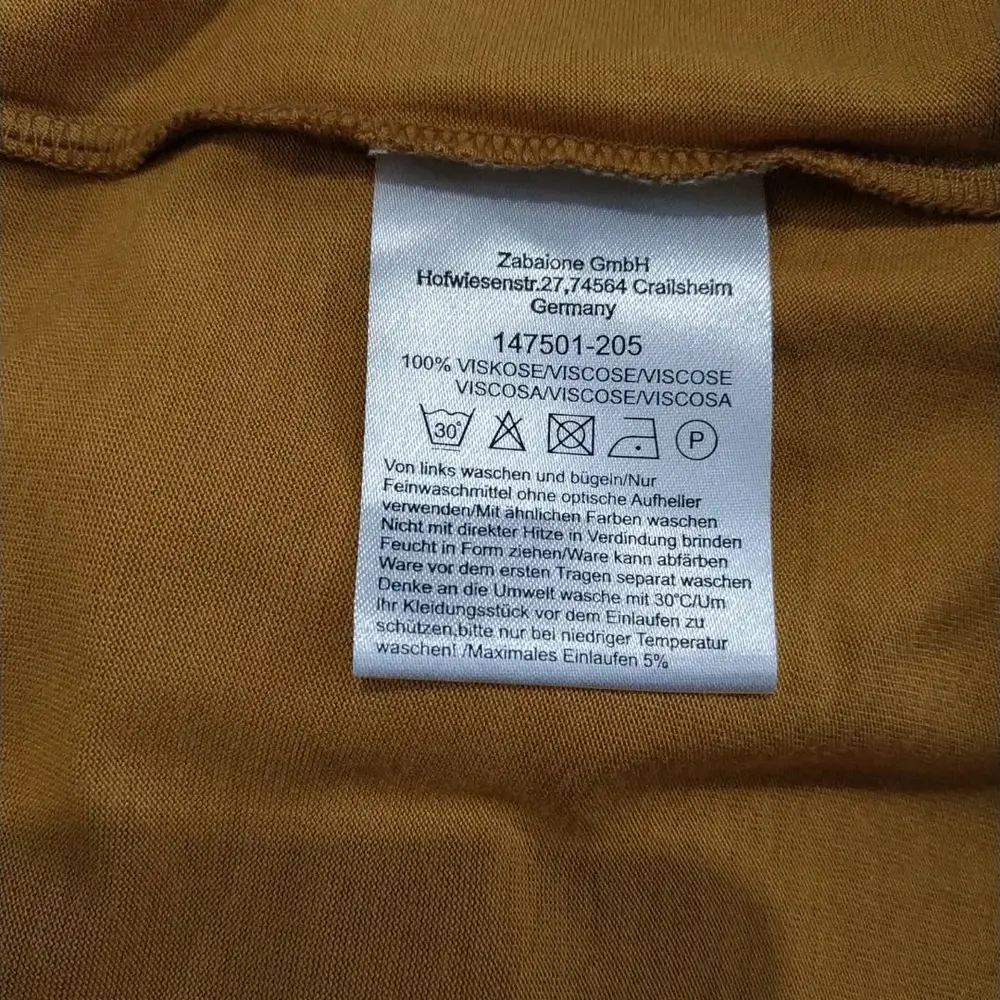 Zabaione GmbH
Hofwiesenstr.27,74564 Crailsheim
Germany
147501-205
100% VISKOSE/VISCOSE/VISCOSE
VISCOSA/VISCOSE/VISCOSA
30° P
Von links waschen und bügeln/Nur
Feinwaschmittel ohne optische Aufheller
verwenden/Mit ähnlichen Farben waschen
Nicht mit direkter Hitze in Verdindung brinden
Feucht in Form ziehen/Ware kann abfärben
Ware vor dem ersten Tragen separat waschen
Denke an die Umwelt wasche mit 30°C/Um
Ihr Kleidungsstück vor dem Einlaufen zu
schützen,bitte nur bei niedriger Temperatur
waschen! /Maximales Einlaufen 5%